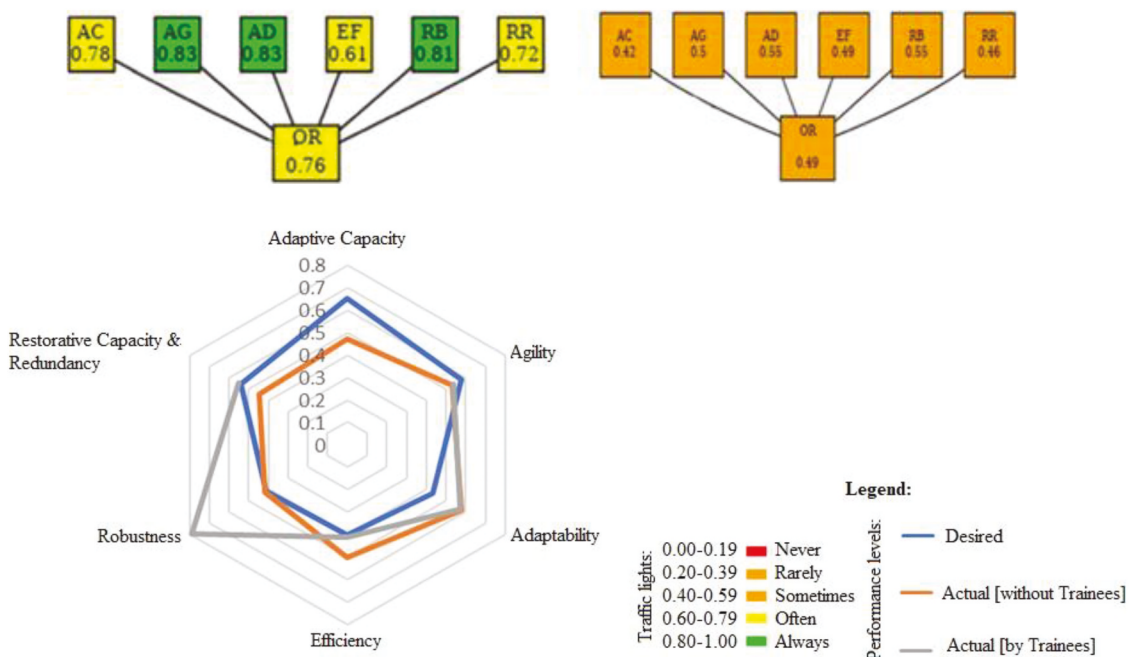 AC AG AD EF RB RR
0.78 0.83 0.83 0.61 0.81 0.72
OR
0.76
AC AG AD EF RB RR
0.42 0.5 0.55 0.49 0.55 0.46
OR
0.49
Adaptive Capacity
0.8
0.7
0.6
0.5
0.4
0.3
0.2
0.1
0
Restorative Capacity &
Redundancy
Agility
Robustness
Adaptability
Efficiency
Legend:
Traffic lights:
0.00-0.19 Never
0.20-0.39 Rarely
0.40-0.59 Sometimes
0.60-0.79 Often
0.80-1.00 Always
Performance levels:
Desired
Actual [without Trainees]
Actual [by Trainees]